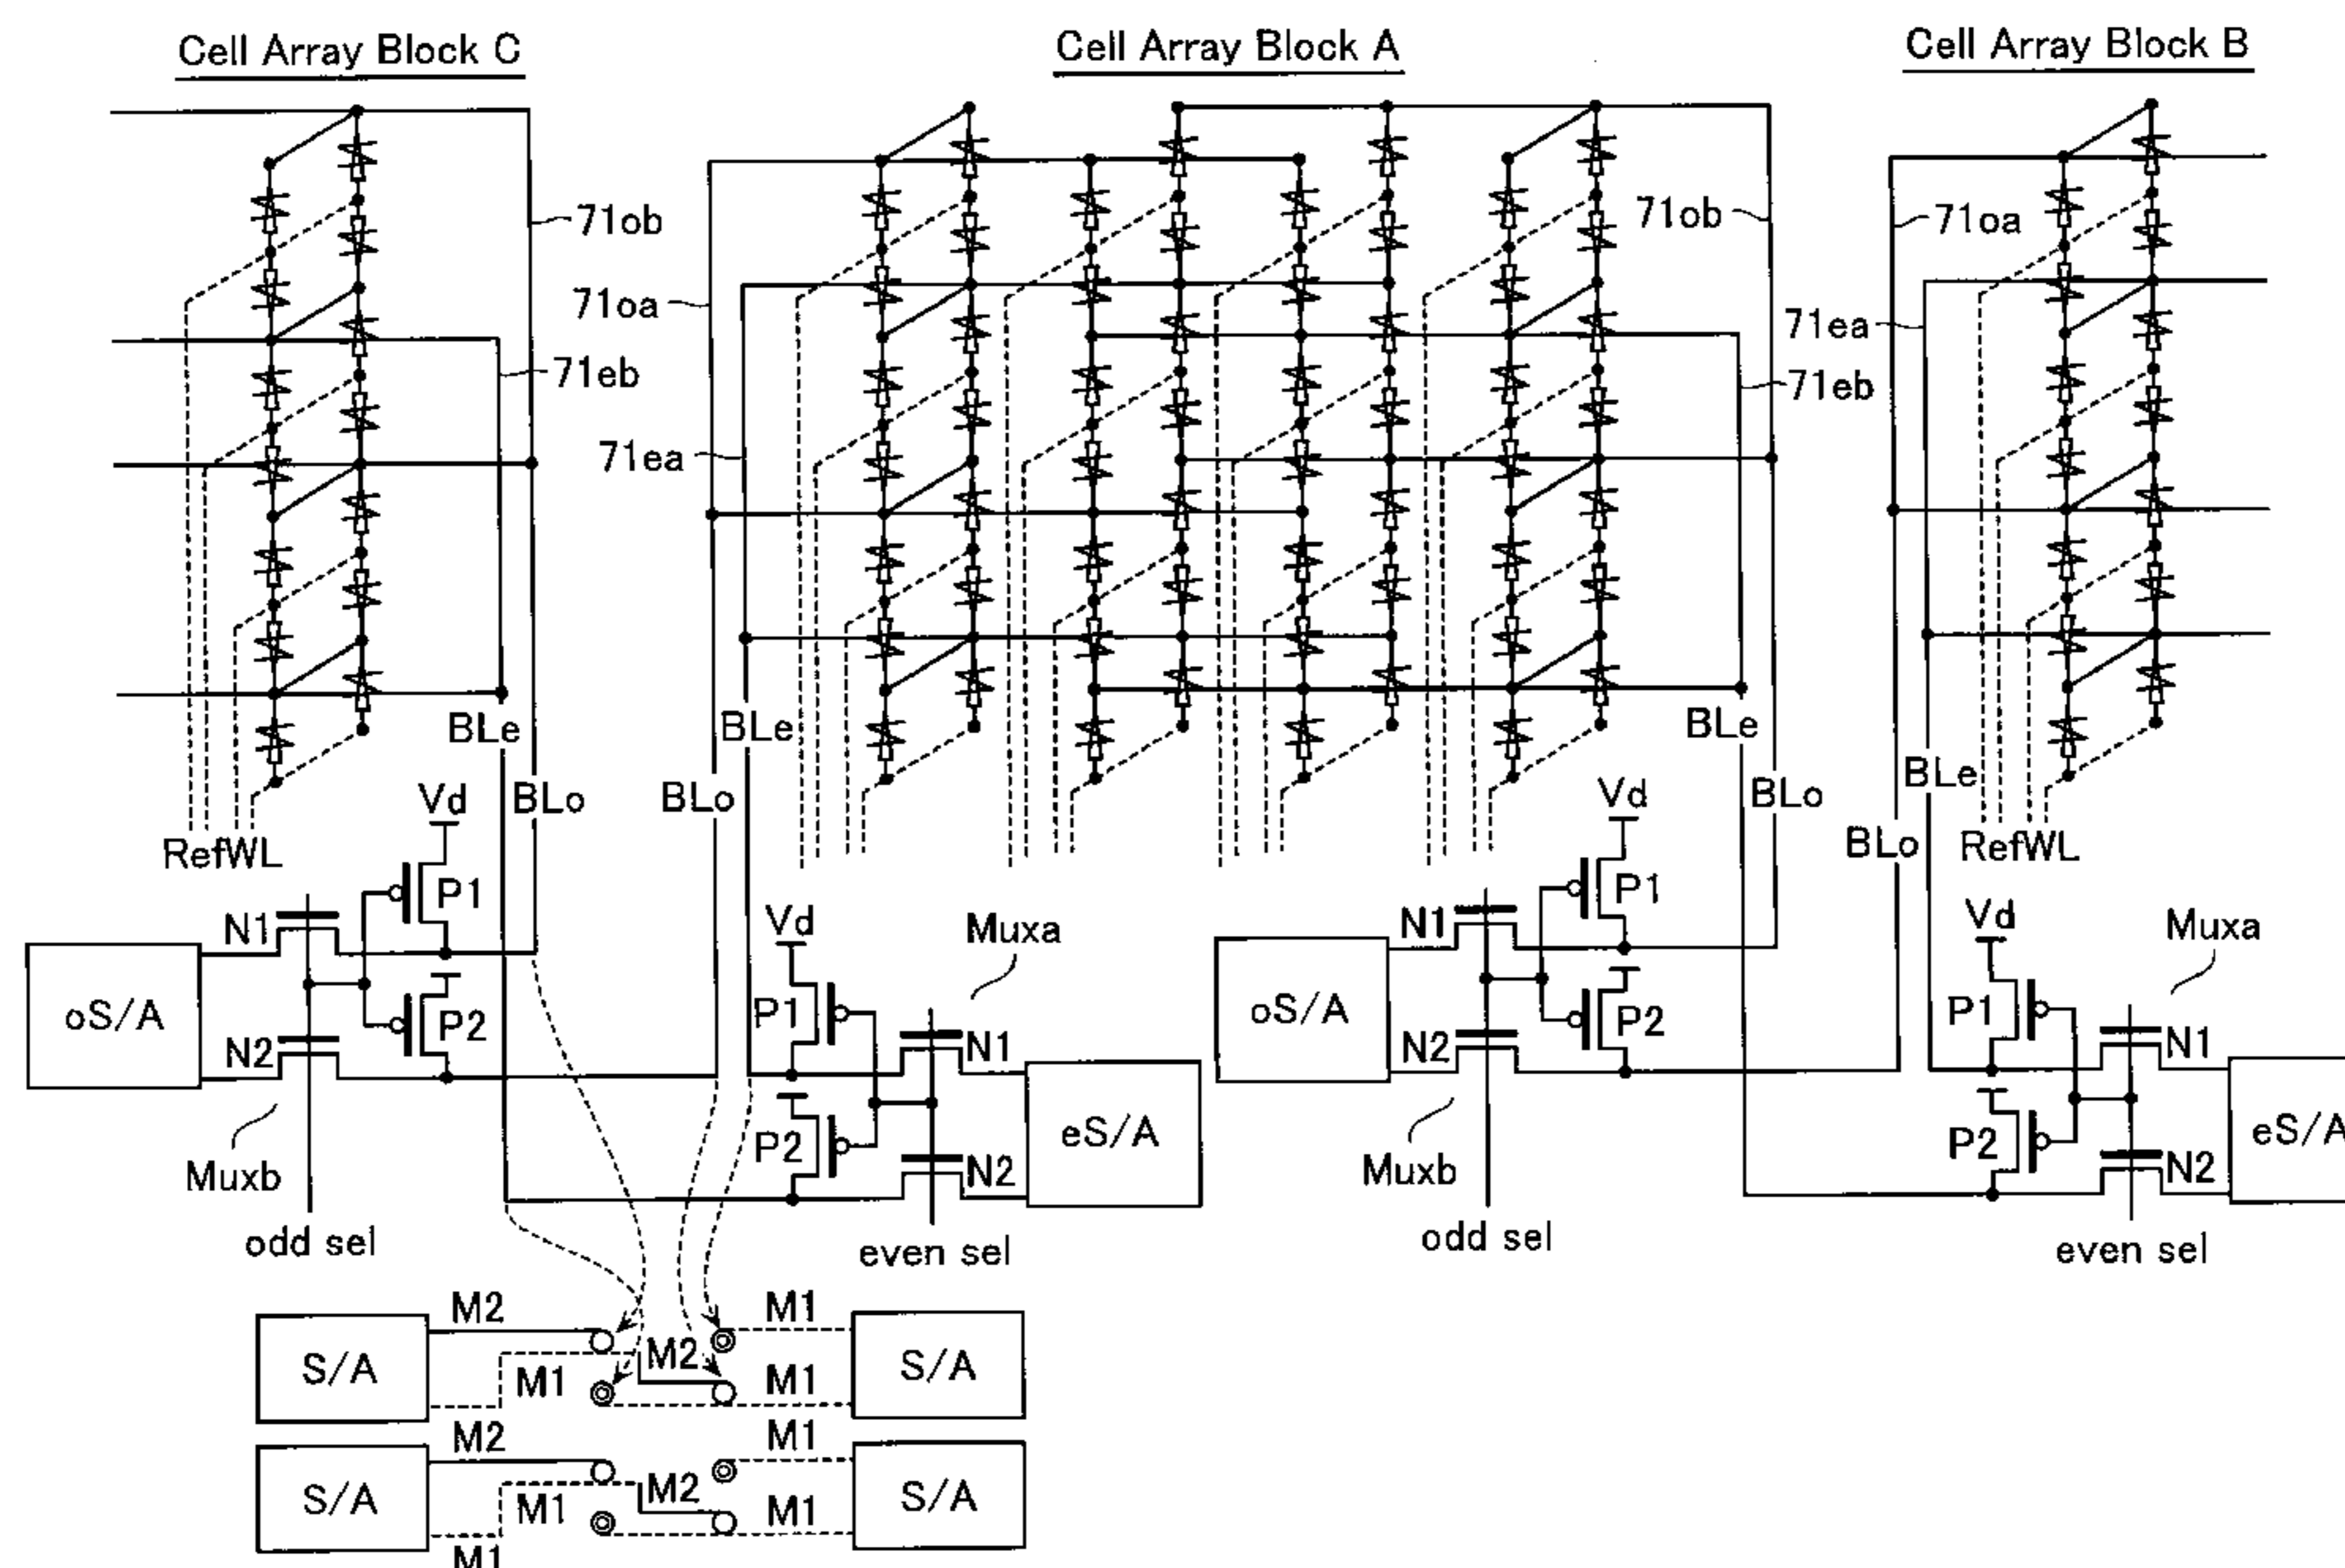 Cell Array Block C
Cell Array Block A
Cell Array Block B
71ob
71oa
71eb
71ea
71ob
71eb
71oa
71ea
BLe
BLo
BLo
BLe
BLe
BLo
BLo
BLe
RefWL
RefWL
Vd
P1
N1
oS/A
P2
N2
Muxb
odd sel
Vd
Muxa
P1
N1
P2
eS/A
N2
even sel
Vd
P1
N1
oS/A
P2
N2
Muxb
odd sel
Vd
Muxa
P1
N1
P2
eS/A
N2
even sel
M2
M1
S/A
M1
M2
M1
S/A
M2
M1
S/A
M1
M2
M1
S/A
M1